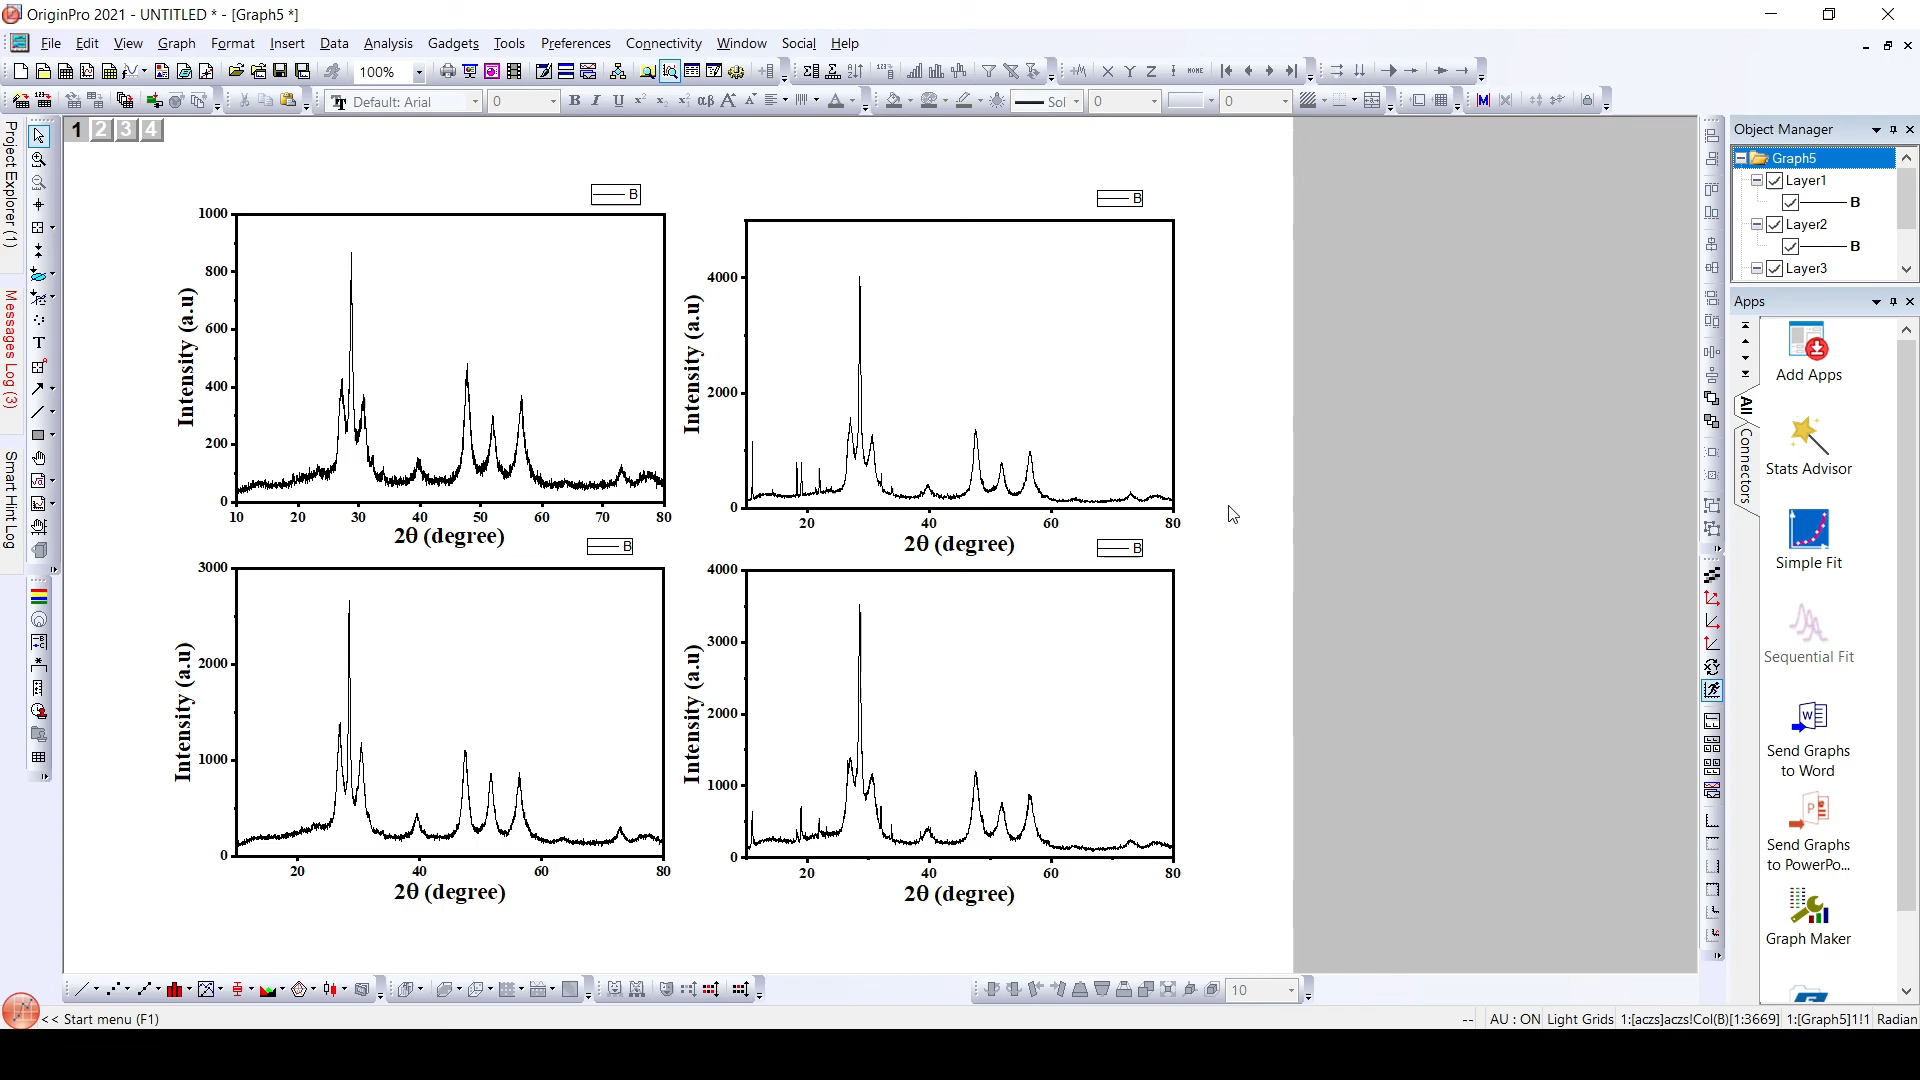 OriginPro 2021 - UNTITLED * - [Graph5 *]
File Edit View Graph Format Insert Data Analysis Gadgets Tools Preferences Connectivity Window Social Help
100%
Default: Arial 0 B I U Sol 0 0
1 2 3 4
Project Explorer (1)
Messages Log (3)
Smart Hint Log
B
1000
800
600
400
200
0
10 20 30 40 50 60 70 80
Intensity (a.u)
2θ (degree)
B
4000
2000
0
20 40 60 80
Intensity (a.u)
2θ (degree)
B
3000
2000
1000
0
20 40 60 80
Intensity (a.u)
2θ (degree)
B
4000
3000
2000
1000
0
20 40 60 80
Intensity (a.u)
2θ (degree)
Object Manager
Graph5
Layer1
B
Layer2
B
Layer3
Apps
All
Connectors
Add Apps
Stats Advisor
Simple Fit
Sequential Fit
Send Graphs
to Word
Send Graphs
to PowerPo...
Graph Maker
10
<< Start menu (F1)
-- AU : ON Light Grids 1:[aczs]aczs!Col(B)[1:3669] 1:[Graph5]1!1 Radian